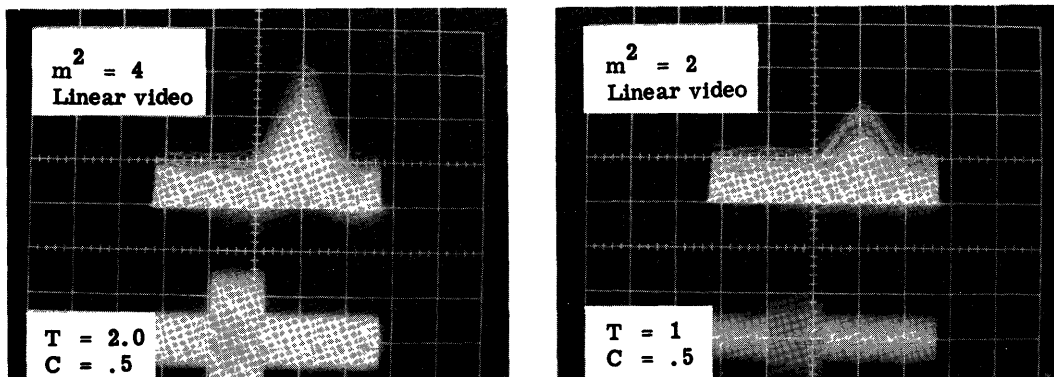 m² = 4
Linear video
T = 2.0
C = .5
m² = 2
Linear video
T = 1
C = .5